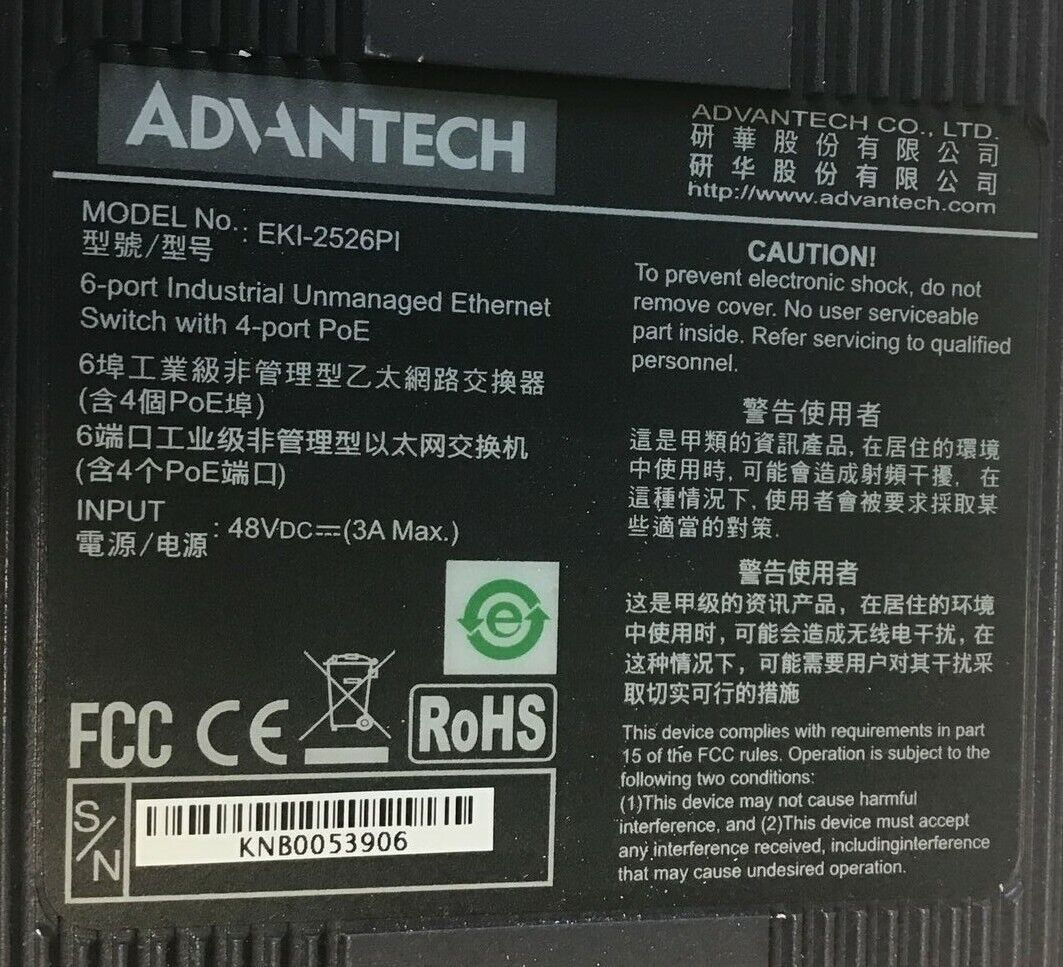 ADVANTECH
ADVANTECH CO., LTD.
研華股份有限公司
研华股份有限公司
http://www.advantech.com
MODEL No.: EKI-2526PI
型號/型号
6-port Industrial Unmanaged Ethernet
Switch with 4-port PoE
6埠工業級非管理型乙太網路交換器
(含4個PoE埠)
6端口工业级非管理型以太网交换机
(含4个PoE端口)
INPUT
電源/电源 : 48VDC⎓(3A Max.)
e
FCC CE RoHS
S/N
KNB0053906
CAUTION!
To prevent electronic shock, do not
remove cover. No user serviceable
part inside. Refer servicing to qualified
personnel.
警告使用者
這是甲類的資訊產品, 在居住的環境
中使用時, 可能會造成射頻干擾, 在
這種情況下, 使用者會被要求採取某
些適當的對策.
警告使用者
这是甲级的资讯产品，在居住的环境
中使用时，可能会造成无线电干扰，在
这种情况下，可能需要用户对其干扰采
取切实可行的措施
This device complies with requirements in part
15 of the FCC rules. Operation is subject to the
following two conditions:
(1)This device may not cause harmful
interference, and (2)This device must accept
any interference received, includinginterference
that may cause undesired operation.